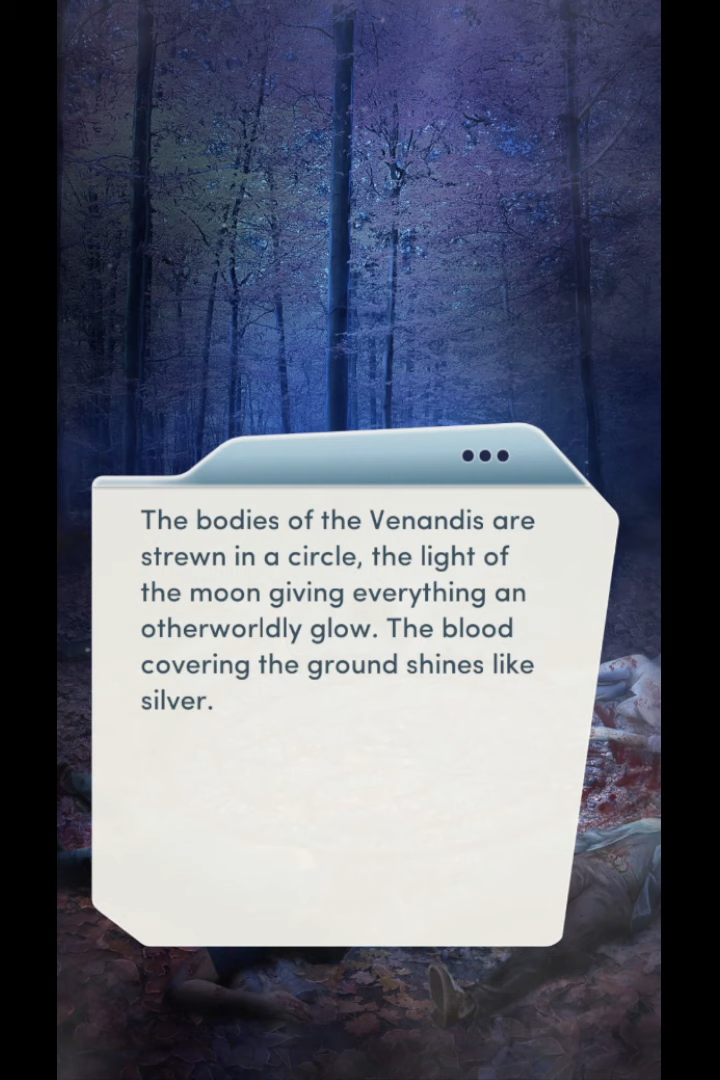 The bodies of the Venandis are
strewn in a circle, the light of
the moon giving everything an
otherworldly glow. The blood
covering the ground shines like
silver.